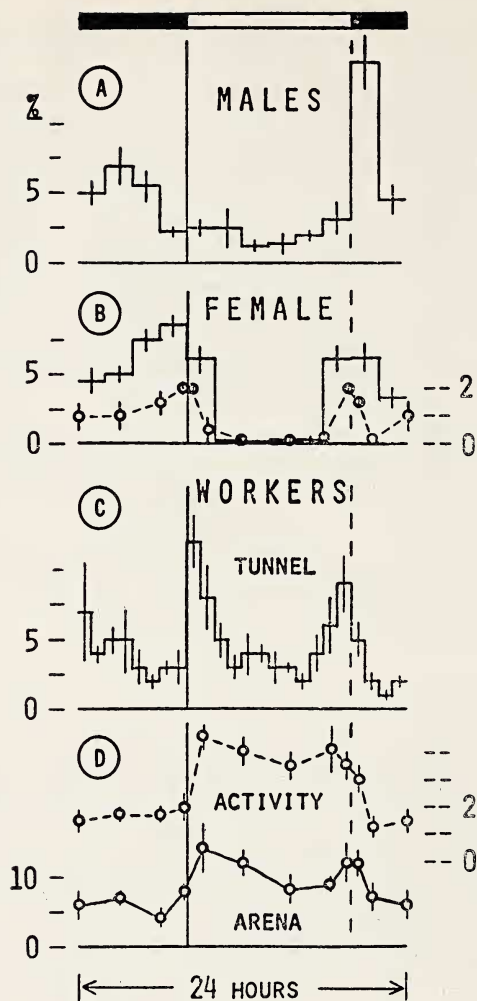 A
MALES
%
5
0
B
FEMALE
5
2
0
0
WORKERS
C
TUNNEL
5
0
D
ACTIVITY
2
0
10
ARENA
0
24 HOURS